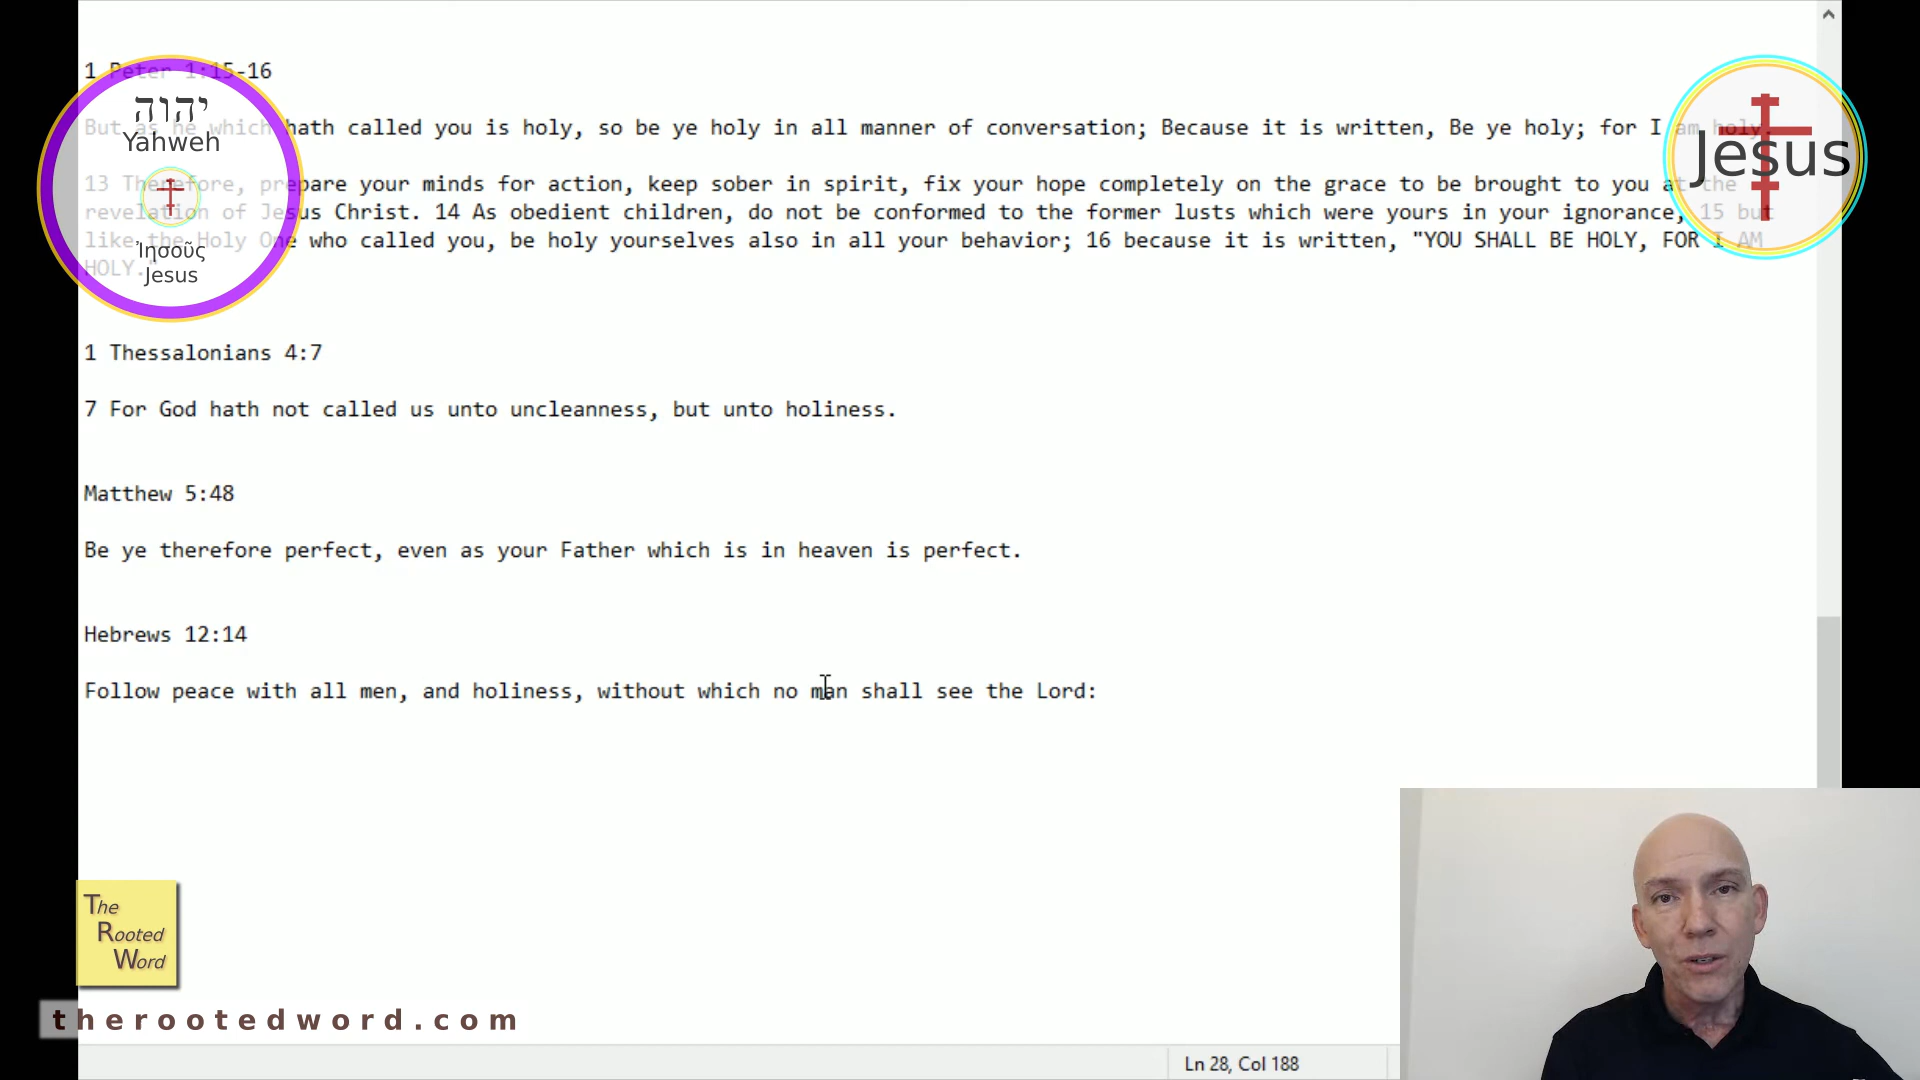 1 Peter 1:15-16
יהוה
Yahweh
Ἰησοῦς
Jesus
Jesus
But as he which hath called you is holy, so be ye holy in all manner of conversation; Because it is written, Be ye holy; for I am holy.
13 Therefore, prepare your minds for action, keep sober in spirit, fix your hope completely on the grace to be brought to you at the
revelation of Jesus Christ. 14 As obedient children, do not be conformed to the former lusts which were yours in your ignorance, 15 but
like the Holy One who called you, be holy yourselves also in all your behavior; 16 because it is written, "YOU SHALL BE HOLY, FOR I AM
HOLY.
1 Thessalonians 4:7
7 For God hath not called us unto uncleanness, but unto holiness.
Matthew 5:48
Be ye therefore perfect, even as your Father which is in heaven is perfect.
Hebrews 12:14
Follow peace with all men, and holiness, without which no man shall see the Lord:
The
Rooted
Word
therootedword.com
Ln 28, Col 188